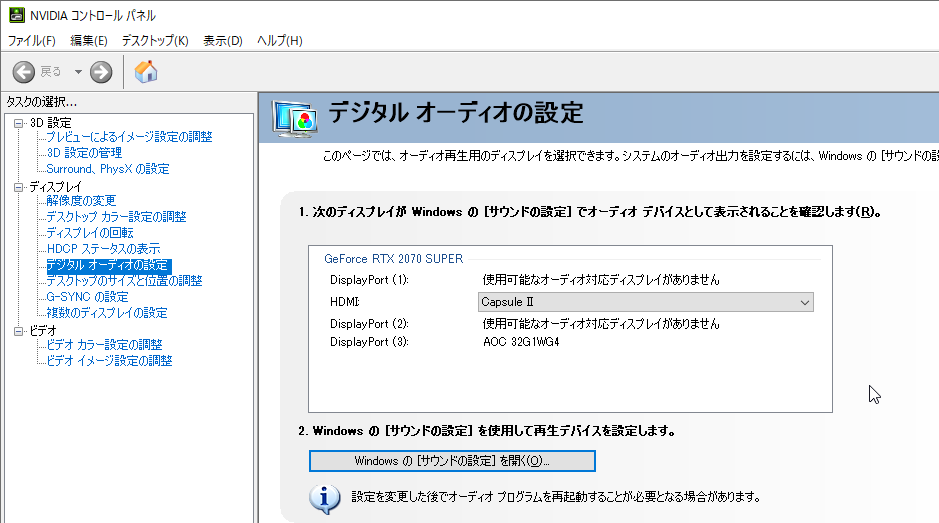 NVIDIA コントロール パネル
ファイル(F) 編集(E) デスクトップ(K) 表示(D) ヘルプ(H)
戻る
タスクの選択...
3D 設定
プレビューによるイメージ設定の調整
3D 設定の管理
Surround、PhysX の設定
ディスプレイ
解像度の変更
デスクトップ カラー設定の調整
ディスプレイの回転
HDCP ステータスの表示
デジタル オーディオの設定
デスクトップのサイズと位置の調整
G-SYNC の設定
複数のディスプレイの設定
ビデオ
ビデオ カラー設定の調整
ビデオ イメージ設定の調整
デジタル オーディオの設定
このページでは、オーディオ再生用のディスプレイを選択できます。システムのオーディオ出力を設定するには、Windows の [サウンドの設
1. 次のディスプレイが Windows の [サウンドの設定] でオーディオ デバイスとして表示されることを確認します(R)。
GeForce RTX 2070 SUPER
DisplayPort (1): 使用可能なオーディオ対応ディスプレイがありません
HDMI: Capsule II
DisplayPort (2): 使用可能なオーディオ対応ディスプレイがありません
DisplayPort (3): AOC 32G1WG4
2. Windows の [サウンドの設定] を使用して再生デバイスを設定します。
Windows の [サウンドの設定] を開く(O)...
設定を変更した後でオーディオ プログラムを再起動することが必要となる場合があります。